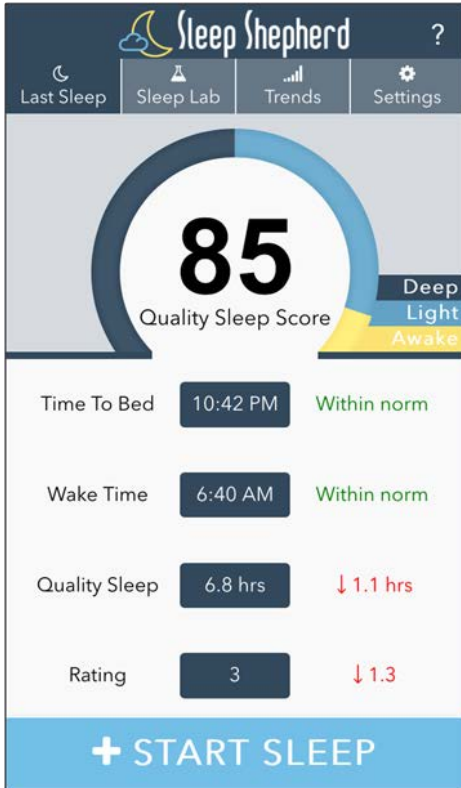 Sleep Shepherd
?
Last Sleep
Sleep Lab
Trends
Settings
85
Quality Sleep Score
Deep
Light
Awake
Time To Bed 10:42 PM Within norm
Wake Time 6:40 AM Within norm
Quality Sleep 6.8 hrs ↓1.1 hrs
Rating 3 ↓1.3
+ START SLEEP